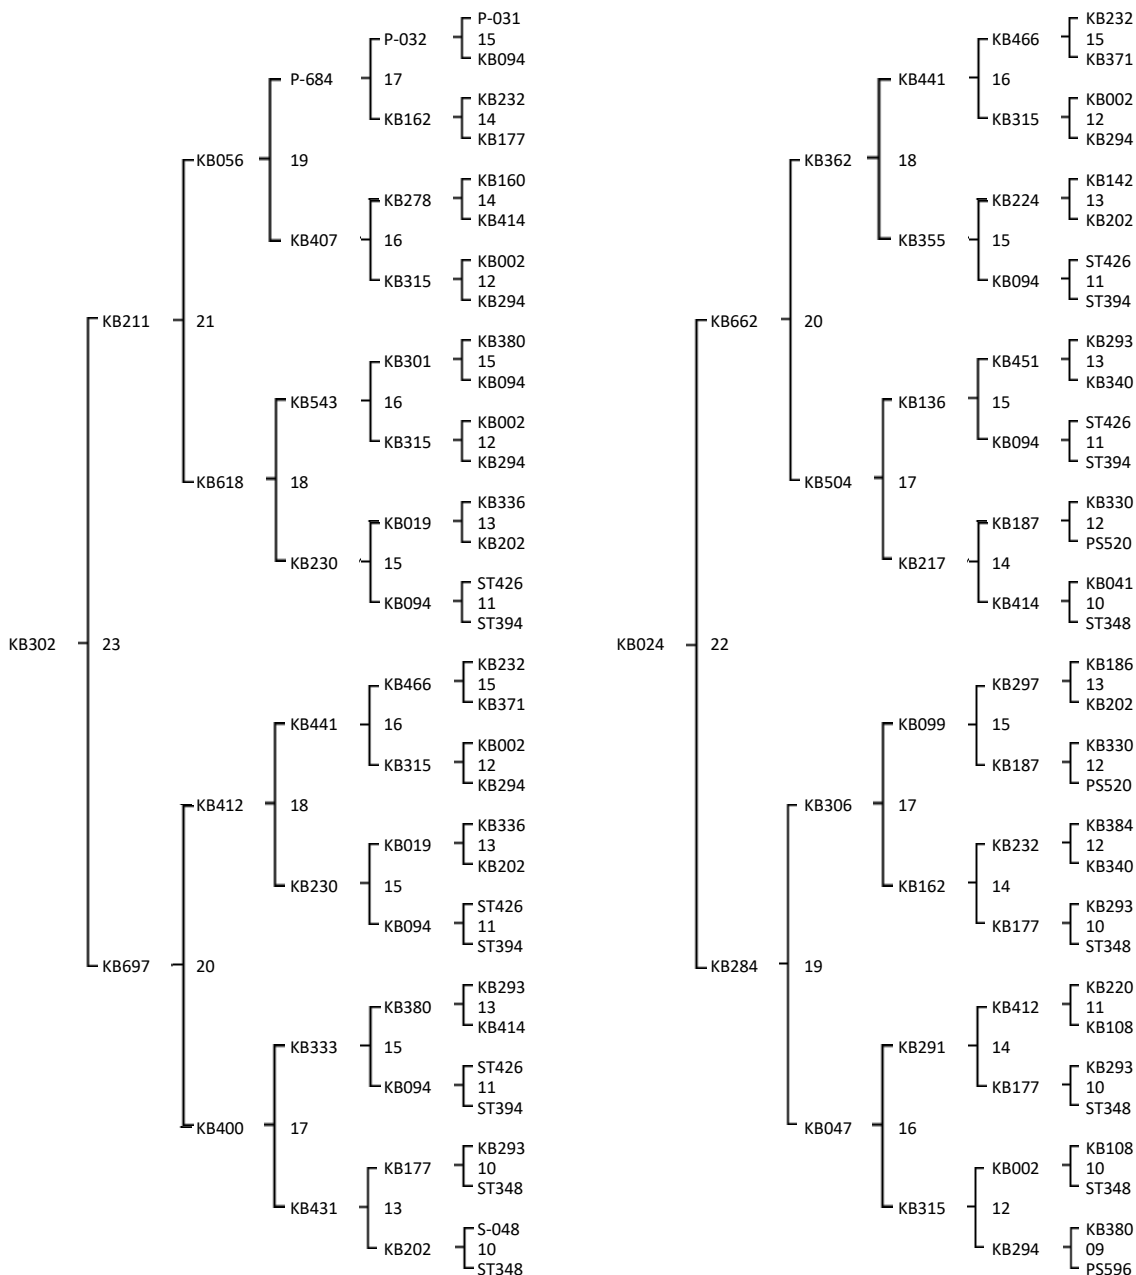 KB302
23
KB211
21
KB056
19
P-684
17
P-032
P-031
15
KB094
KB162
KB232
14
KB177
KB407
16
KB278
KB160
14
KB414
KB315
KB002
12
KB294
KB618
18
KB543
16
KB301
KB380
15
KB094
KB315
KB002
12
KB294
KB230
15
KB019
KB336
13
KB202
KB094
ST426
11
ST394
KB697
20
KB412
18
KB441
16
KB466
KB232
15
KB371
KB315
KB002
12
KB294
KB230
15
KB019
KB336
13
KB202
KB094
ST426
11
ST394
KB400
17
KB333
15
KB380
KB293
13
KB414
KB094
ST426
11
ST394
KB431
13
KB177
KB293
10
ST348
KB202
S-048
10
ST348
KB024
22
KB662
20
KB362
18
KB441
16
KB466
KB232
15
KB371
KB315
KB002
12
KB294
KB355
15
KB224
KB142
13
KB202
KB094
ST426
11
ST394
KB504
17
KB136
15
KB451
KB293
13
KB340
KB094
ST426
11
ST394
KB217
14
KB187
KB330
12
PS520
KB414
KB041
10
ST348
KB284
19
KB306
17
KB099
15
KB297
KB186
13
KB202
KB187
KB330
12
PS520
KB162
14
KB232
KB384
12
KB340
KB177
KB293
10
ST348
KB047
16
KB291
14
KB412
KB220
11
KB108
KB177
KB293
10
ST348
KB315
12
KB002
KB108
10
ST348
KB294
KB380
09
PS596